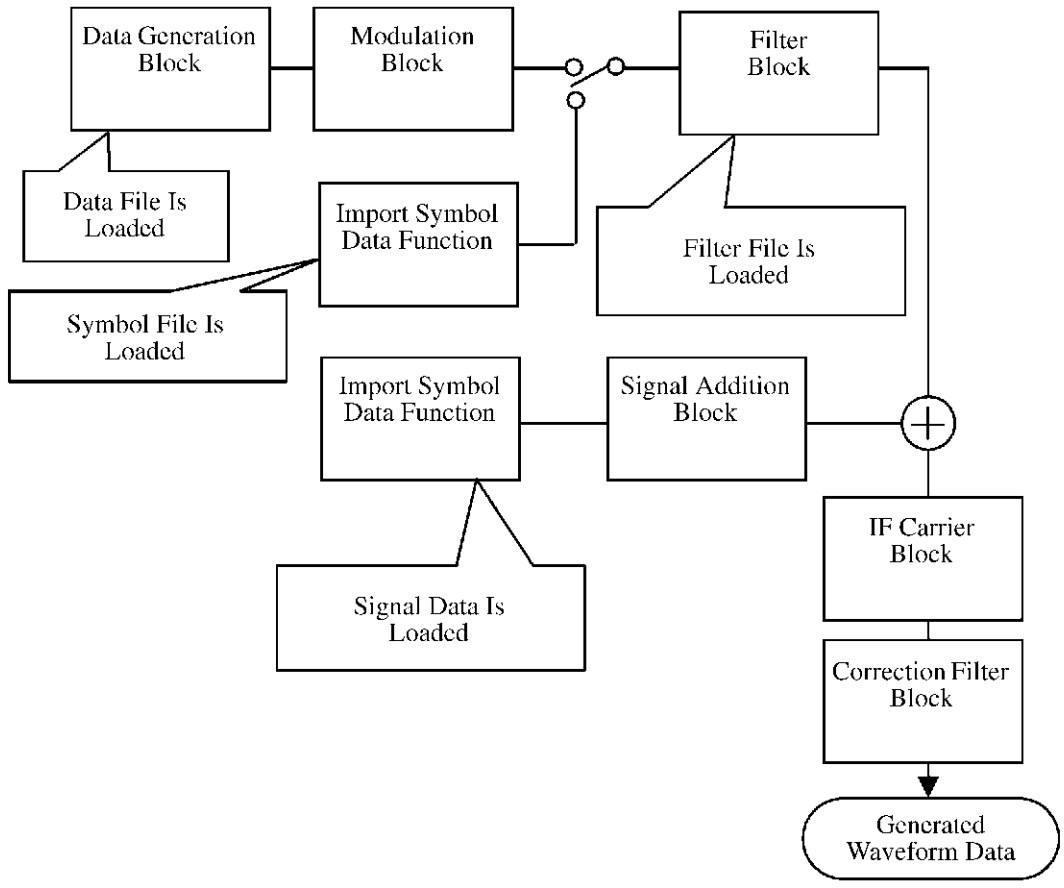 Data Generation
Block
Modulation
Block
Filter
Block
Data File Is
Loaded
Import Symbol
Data Function
Filter File Is
Loaded
Symbol File Is
Loaded
Import Symbol
Data Function
Signal Addition
Block
IF Carrier
Block
Signal Data Is
Loaded
Correction Filter
Block
Generated
Waveform Data